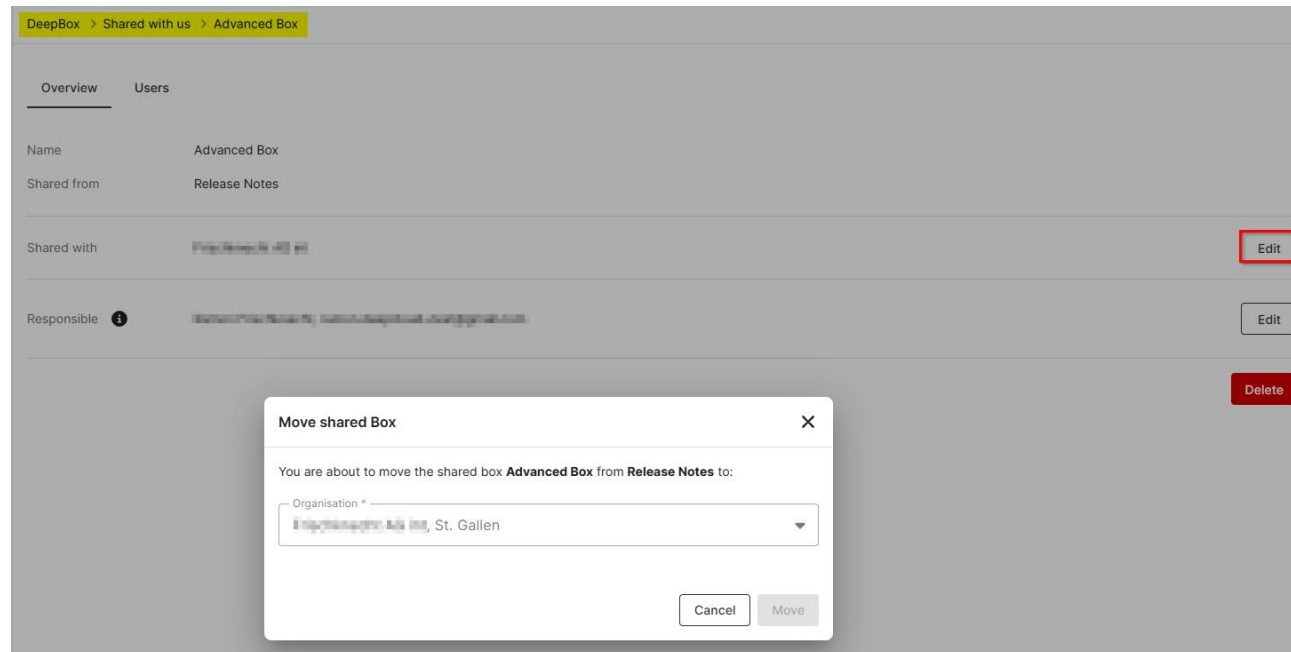 DeepBox > Shared with us > Advanced Box
Overview Users
Name Advanced Box
Shared from Release Notes
Shared with Edit
Responsible Edit
Delete
Move shared Box
You are about to move the shared box Advanced Box from Release Notes to:
Organisation *
, St. Gallen
Cancel Move